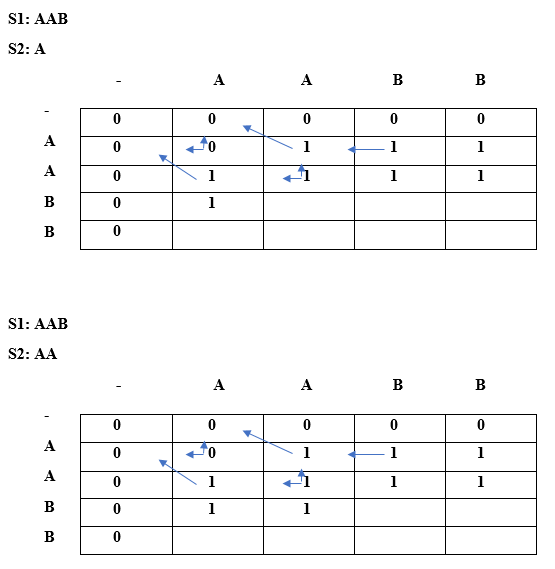 S1: AAB
S2: A
- A A B B
- 0 0 0 0 0
A 0 0 1 1 1
A 0 1 1 1 1
B 0 1
B 0
S1: AAB
S2: AA
- A A B B
- 0 0 0 0 0
A 0 0 1 1 1
A 0 1 1 1 1
B 0 1 1
B 0